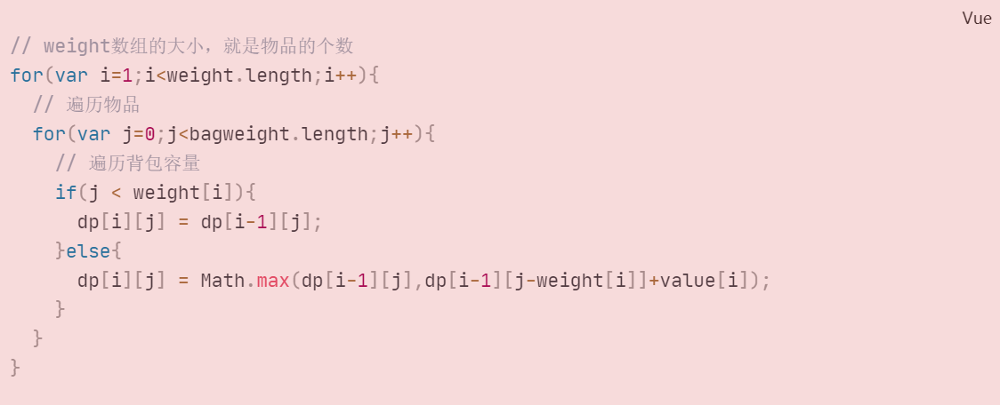 Vue
// weight数组的大小，就是物品的个数
for(var i=1;i<weight.length;i++){
  // 遍历物品
  for(var j=0;j<bagweight.length;j++){
    // 遍历背包容量
    if(j < weight[i]){
      dp[i][j] = dp[i-1][j];
    }else{
      dp[i][j] = Math.max(dp[i-1][j],dp[i-1][j-weight[i]]+value[i]);
    }
  }
}